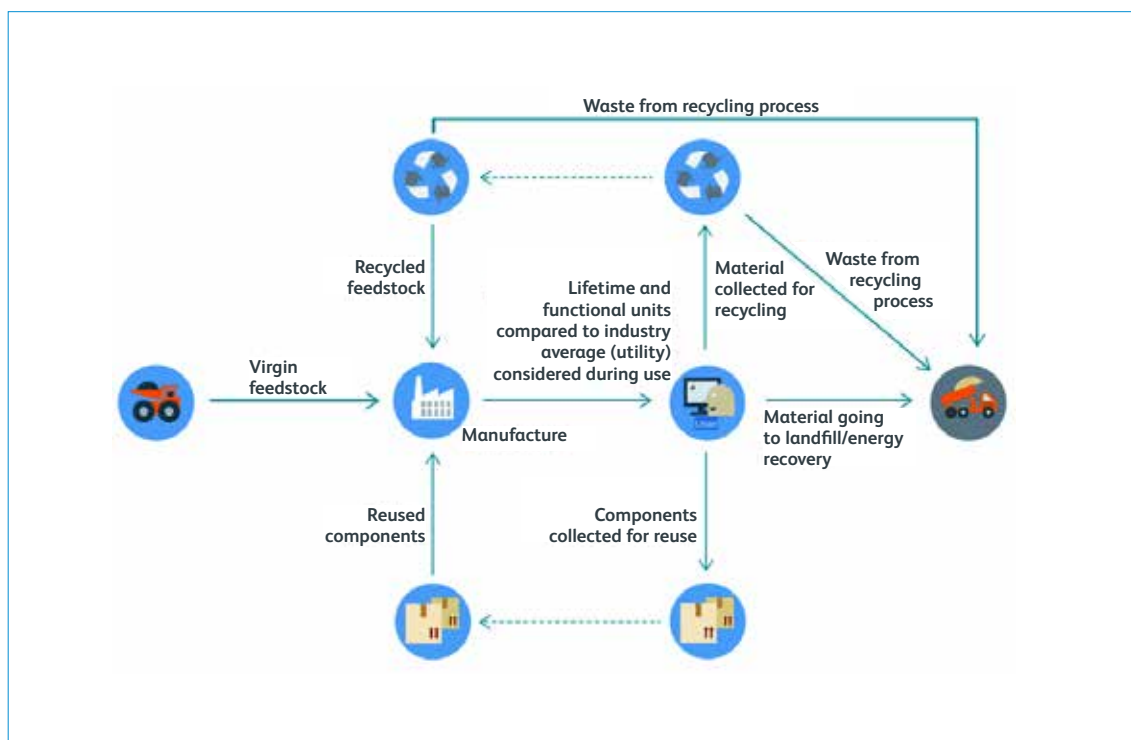 Waste from recycling process
Recycled
feedstock
Lifetime and
functional units
compared to industry
average (utility)
considered during use
Material
collected for
recycling
Waste from
recycling
process
Virgin
feedstock
Manufacture
Material going
to landfill/energy
recovery
Reused
components
Components
collected for reuse